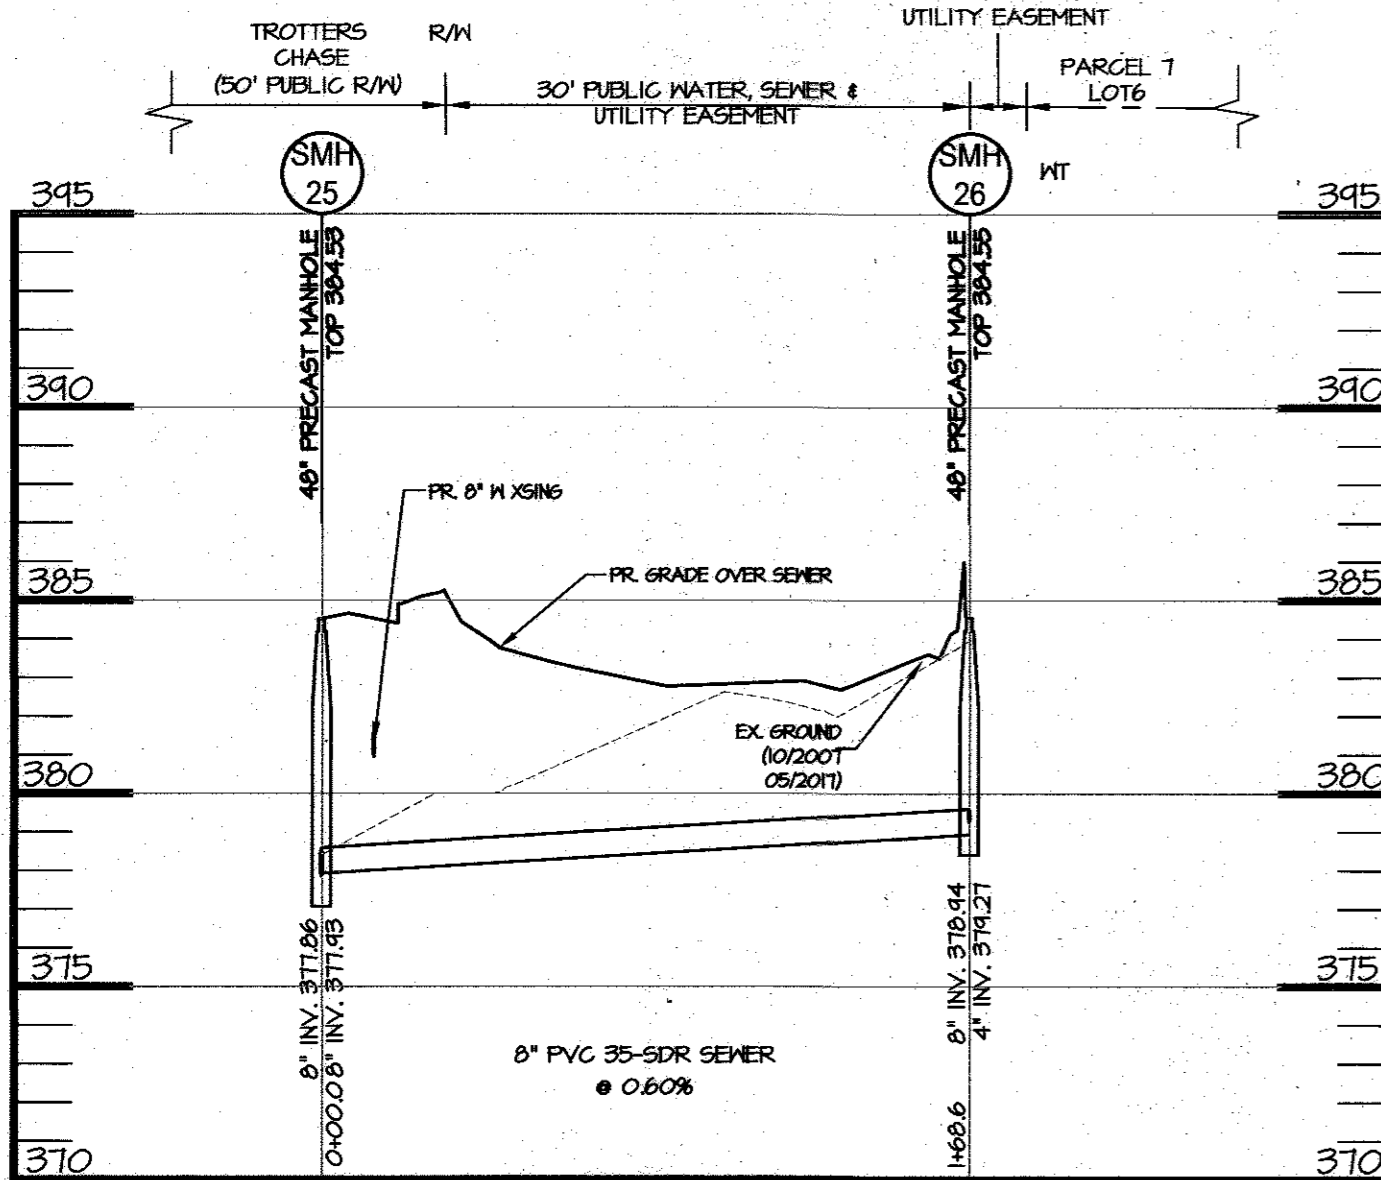 TROTTERS
CHASE
(50' PUBLIC R/W)
R/W
30' PUBLIC WATER, SEWER &
UTILITY EASEMENT
UTILITY EASEMENT
PARCEL 7
LOT6
SMH
25
SMH
26
WT
395
395
48" PRECAST MANHOLE
TOP 384.53
48" PRECAST MANHOLE
TOP 384.55
390
390
PR. 8" W XSING
385
385
PR. GRADE OVER SEWER
EX. GROUND
(10/2007
05/2017)
380
380
8" INV. 377.86
0+00.0 8" INV. 377.93
8" INV. 378.94
4" INV. 379.27
1+68.6
375
375
8" PVC 35-SDR SEWER
@ 0.60%
370
370